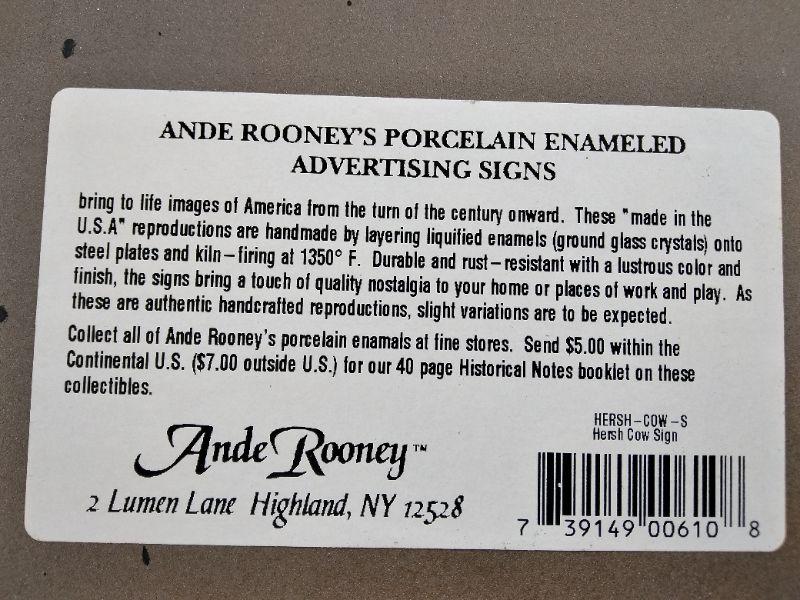 ANDE ROONEY'S PORCELAIN ENAMELED
ADVERTISING SIGNS
bring to life images of America from the turn of the century onward. These "made in the
U.S.A" reproductions are handmade by layering liquified enamels (ground glass crystals) onto
steel plates and kiln-firing at 1350° F. Durable and rust-resistant with a lustrous color and
finish, the signs bring a touch of quality nostalgia to your home or places of work and play. As
these are authentic handcrafted reproductions, slight variations are to be expected.
Collect all of Ande Rooney's porcelain enamals at fine stores. Send $5.00 within the
Continental U.S. ($7.00 outside U.S.) for our 40 page Historical Notes booklet on these
collectibles.
Ande Rooney™
2 Lumen Lane Highland, NY 12528
HERSH-COW-S
Hersh Cow Sign
7 39149 00610 8